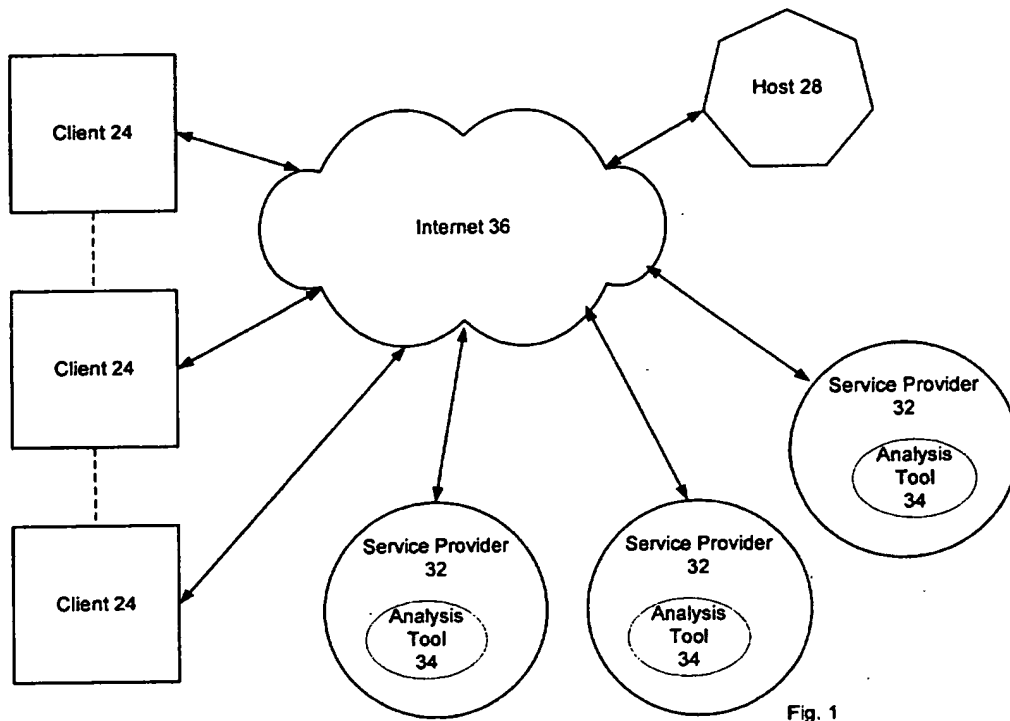 Client 24
Host 28
Internet 36
Client 24
Service Provider
32
Analysis
Tool
34
Client 24
Service Provider
32
Analysis
Tool
34
Service Provider
32
Analysis
Tool
34
Fig. 1